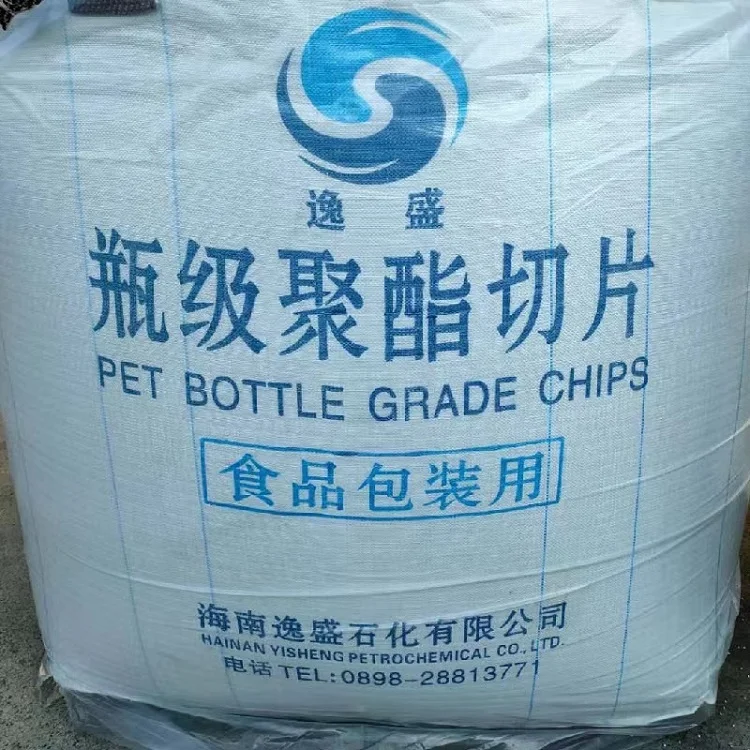 逸盛
瓶级聚酯切片
PET BOTTLE GRADE CHIPS
食品包装用
海南逸盛石化有限公司
HAINAN YISHENG PETROCHEMICAL CO., LTD.
电话 TEL:0898-28813771